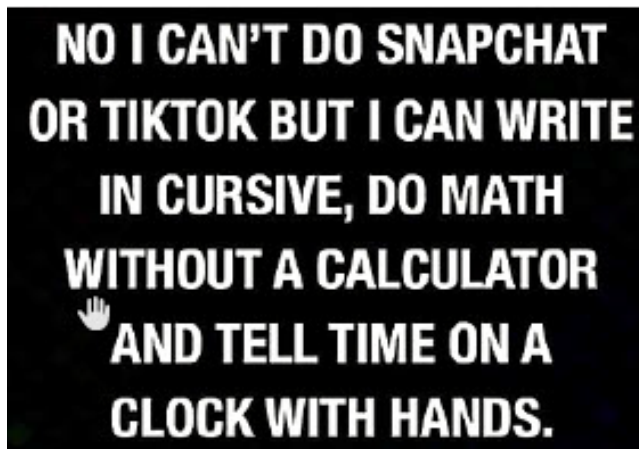 NO I CAN'T DO SNAPCHAT
OR TIKTOK BUT I CAN WRITE
IN CURSIVE, DO MATH
WITHOUT A CALCULATOR
AND TELL TIME ON A
CLOCK WITH HANDS.